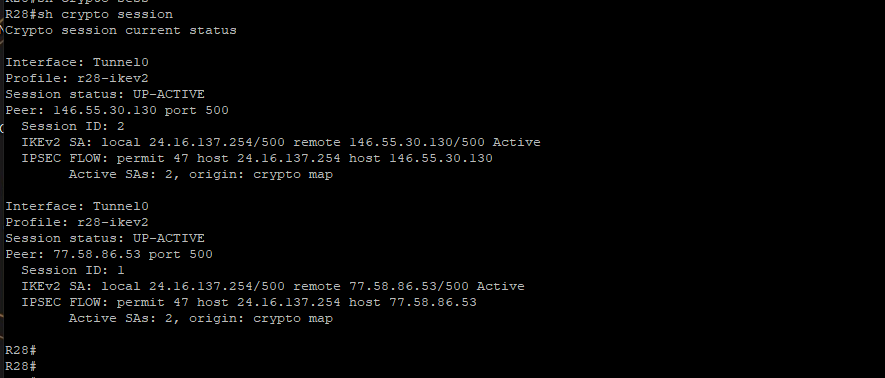 R28#sh crypto session
Crypto session current status
Interface: Tunnel0
Profile: r28-ikev2
Session status: UP-ACTIVE
Peer: 146.55.30.130 port 500
Session ID: 2
IKEv2 SA: local 24.16.137.254/500 remote 146.55.30.130/500 Active
IPSEC FLOW: permit 47 host 24.16.137.254 host 146.55.30.130
Active SAs: 2, origin: crypto map
Interface: Tunnel0
Profile: r28-ikev2
Session status: UP-ACTIVE
Peer: 77.58.86.53 port 500
Session ID: 1
IKEv2 SA: local 24.16.137.254/500 remote 77.58.86.53/500 Active
IPSEC FLOW: permit 47 host 24.16.137.254 host 77.58.86.53
Active SAs: 2, origin: crypto map
R28#
R28#